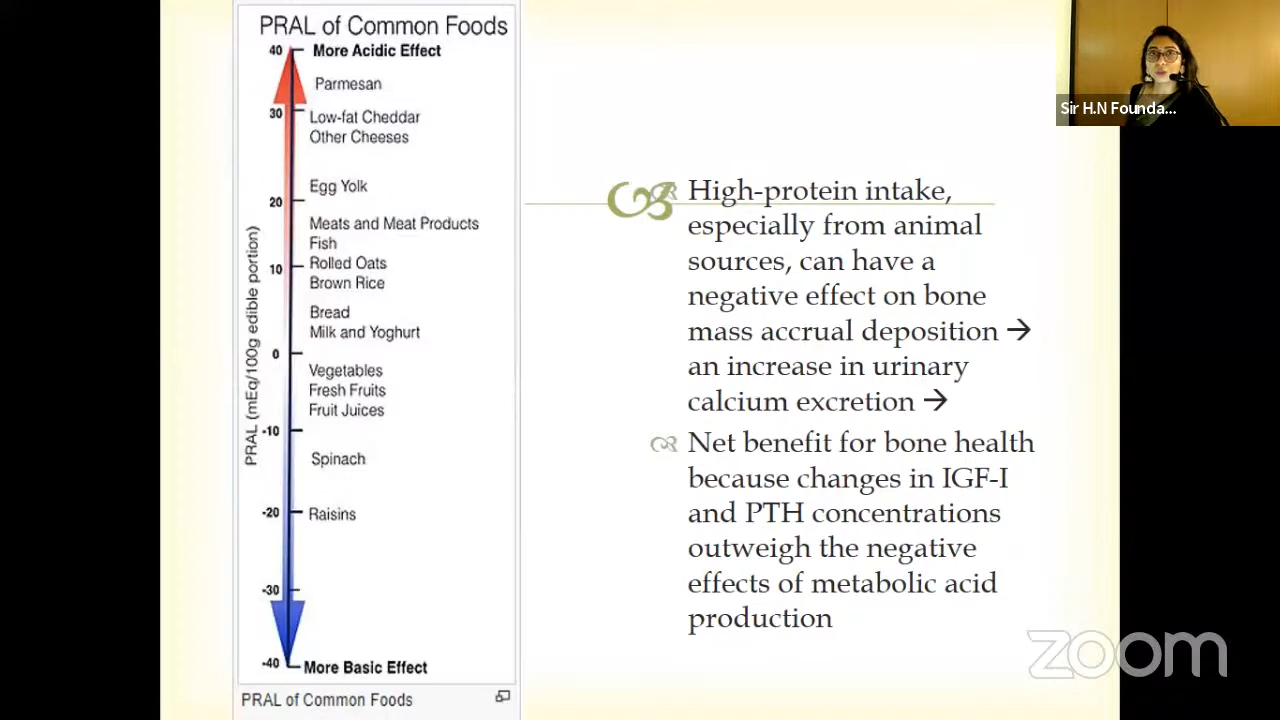 PRAL of Common Foods
40
More Acidic Effect
Parmesan
30
Low-fat Cheddar
Other Cheeses
Egg Yolk
20
Meats and Meat Products
Fish
10
Rolled Oats
Brown Rice
Bread
Milk and Yoghurt
0
Vegetables
Fresh Fruits
Fruit Juices
-10
Spinach
-20
Raisins
-30
-40
More Basic Effect
PRAL (mEq/100g edible portion)
PRAL of Common Foods
High-protein intake,
especially from animal
sources, can have a
negative effect on bone
mass accrual deposition →
an increase in urinary
calcium excretion →
Net benefit for bone health
because changes in IGF-I
and PTH concentrations
outweigh the negative
effects of metabolic acid
production
Sir H.N Founda...
zoom